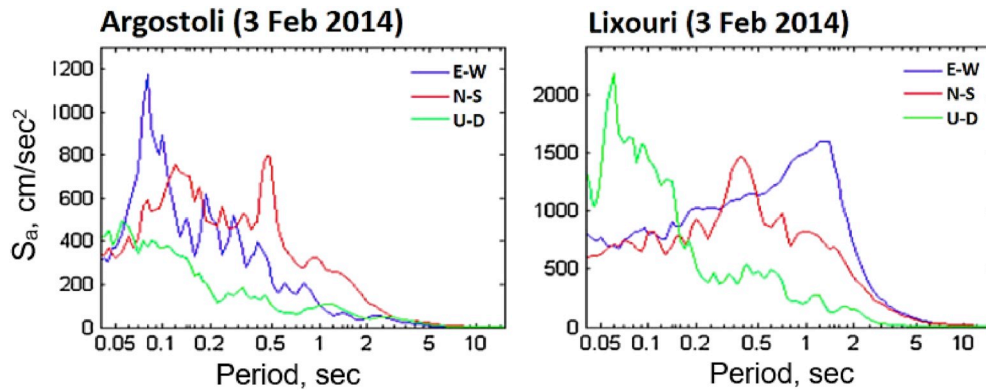 Argostoli (3 Feb 2014)
1200
1000
800
600
400
200
0
Sa, cm/sec2
E-W
N-S
U-D
0.05 0.1 0.2 0.5 1 2 5 10
Period, sec
Lixouri (3 Feb 2014)
2000
1500
1000
500
0
E-W
N-S
U-D
0.05 0.1 0.2 0.5 1 2 5 10
Period, sec